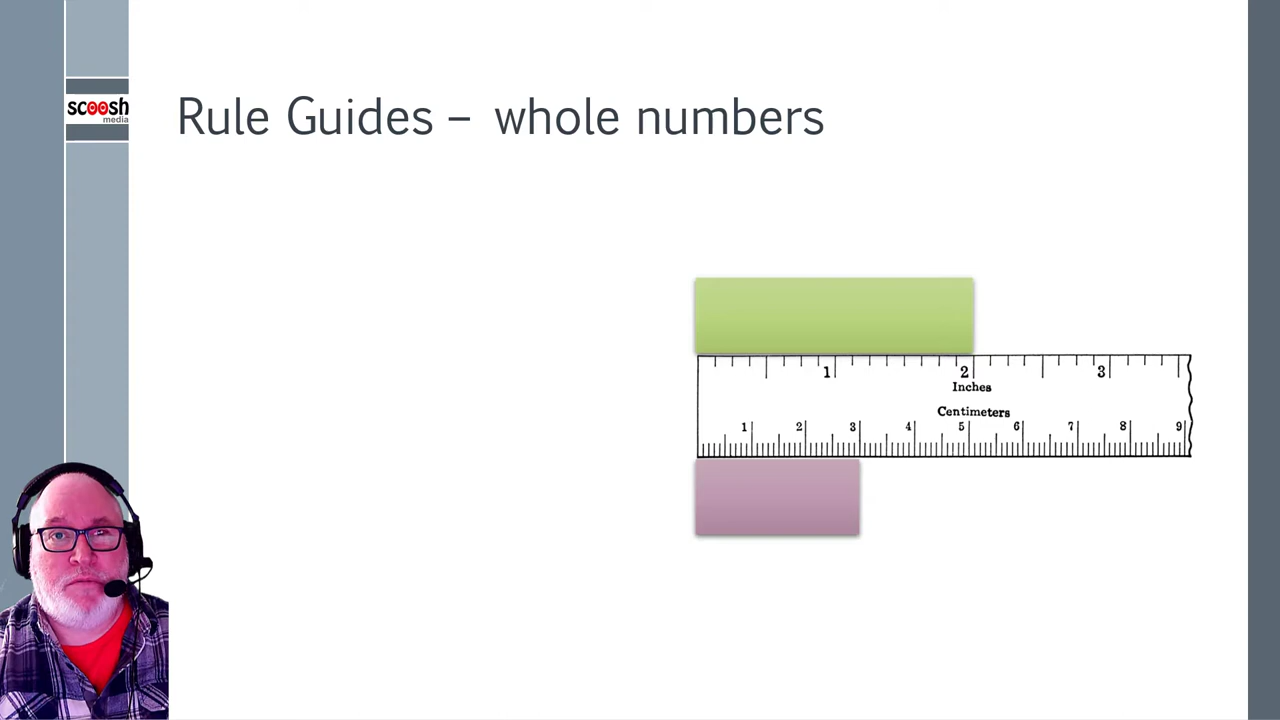 scoosh
media
Rule Guides – whole numbers
1 2 3
Inches
Centimeters
1 2 3 4 5 6 7 8 9